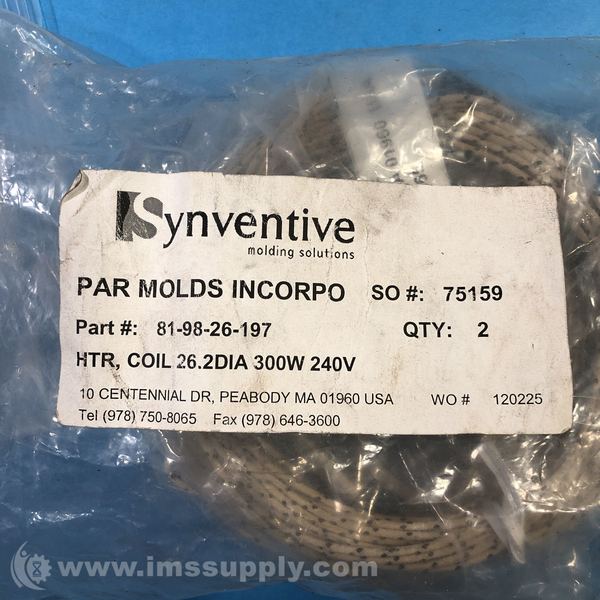 Synventive
molding solutions
PAR MOLDS INCORPO SO #: 75159
Part #: 81-98-26-197 QTY: 2
HTR, COIL 26.2DIA 300W 240V
10 CENTENNIAL DR, PEABODY MA 01960 USA WO # 120225
Tel (978) 750-8065 Fax (978) 646-3600
www.imssupply.com